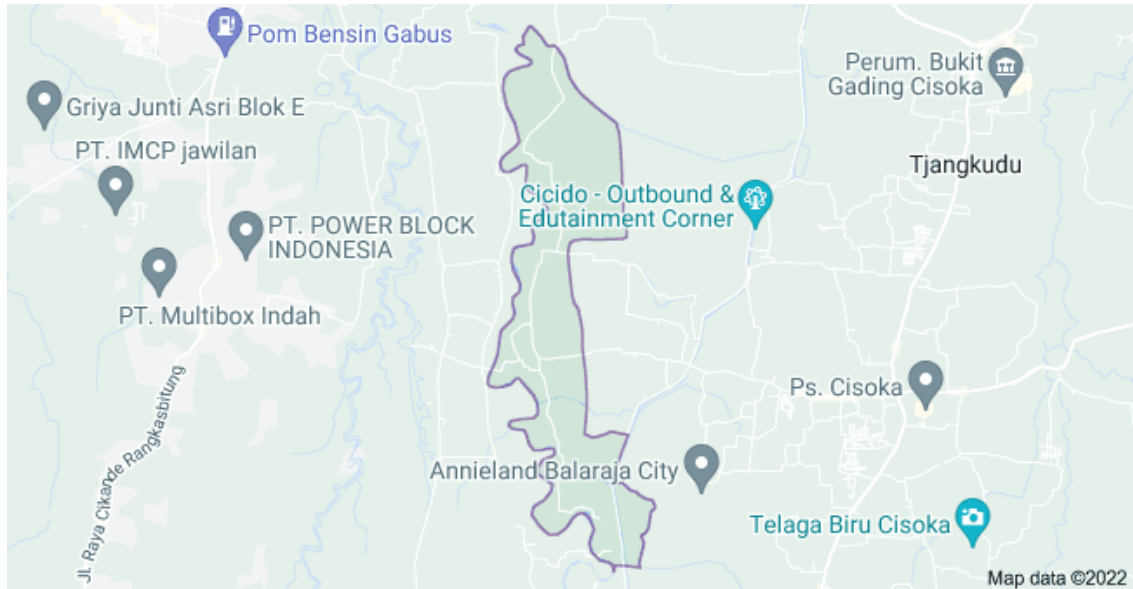 Pom Bensin Gabus
Perum. Bukit
Gading Cisoka
Griya Junti Asri Blok E
PT. IMCP jawilan
Tjangkudu
Cicido - Outbound &
Edutainment Corner
PT. POWER BLOCK
INDONESIA
PT. Multibox Indah
Ps. Cisoka
Jl. Raya Cikande Rangkasbitung
Annieland Balaraja City
Telaga Biru Cisoka
Map data ©2022